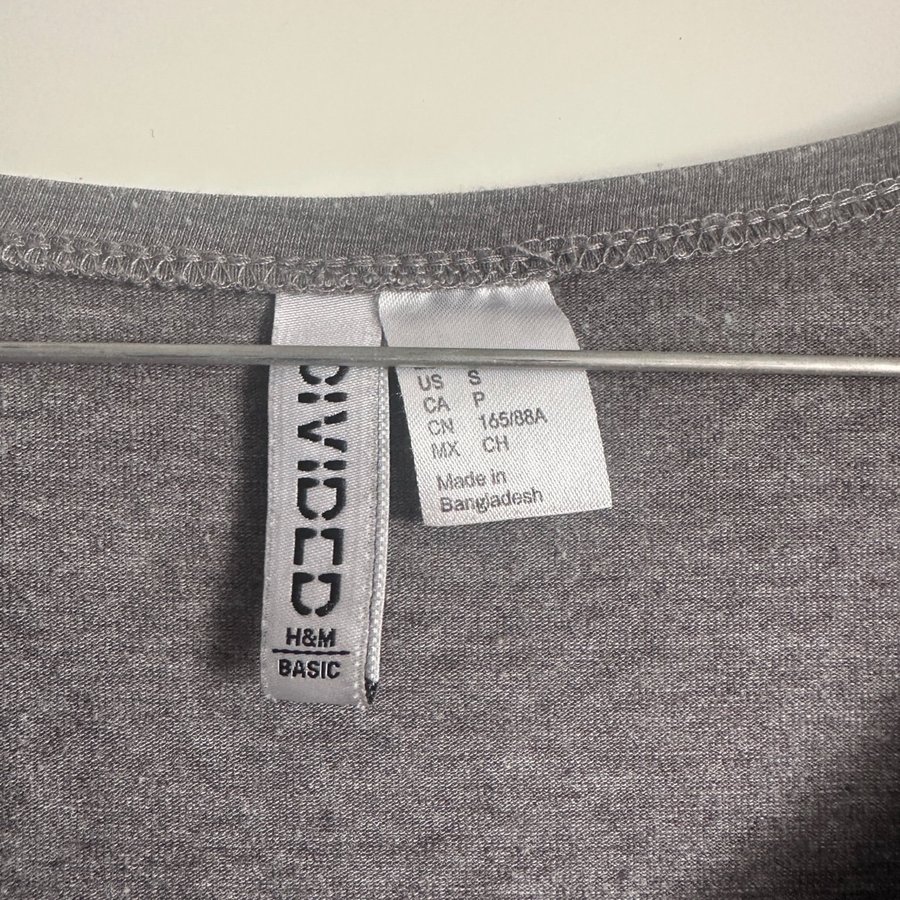 DIVIDED
H&M
BASIC
US S
CA P
CN 165/88A
MX CH
Made in
Bangladesh